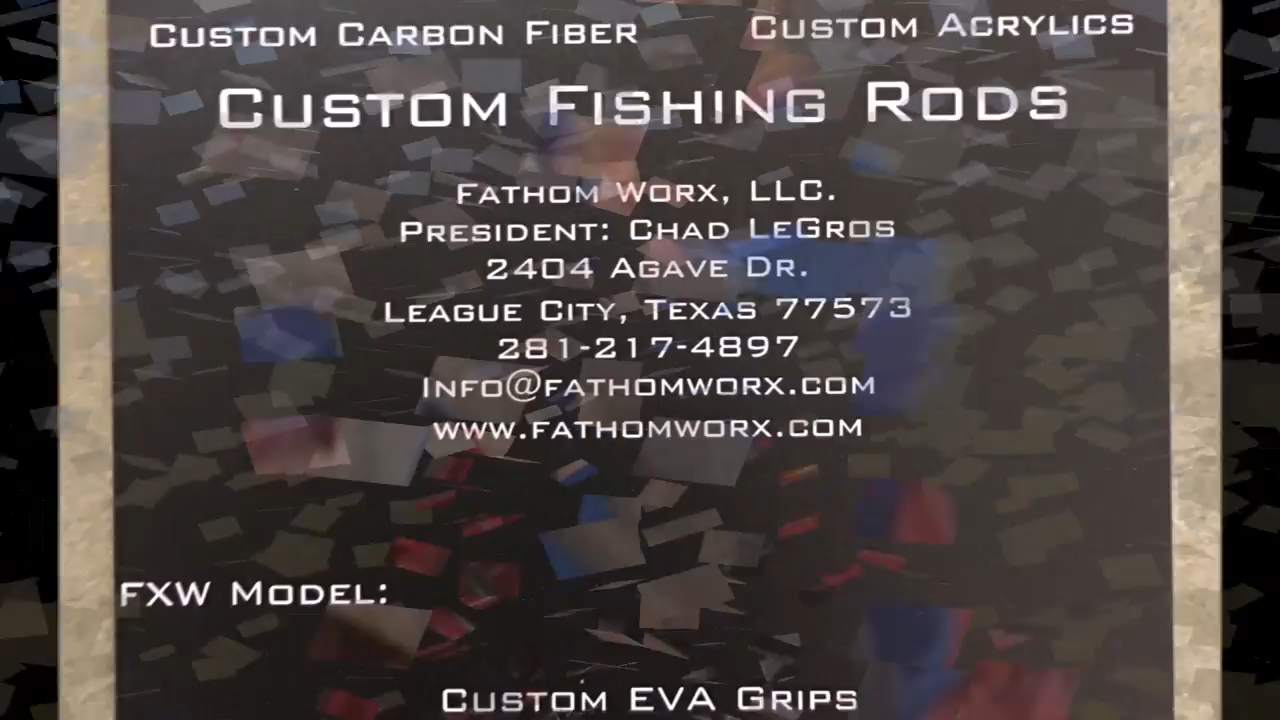 Custom Carbon Fiber Custom Acrylics
Custom Fishing Rods
Fathom Worx, LLC.
President: Chad LeGros
2404 Agave Dr.
League City, Texas 77573
281-217-4897
Info@fathomworx.com
www.fathomworx.com
FXW Model:
Custom EVA Grips